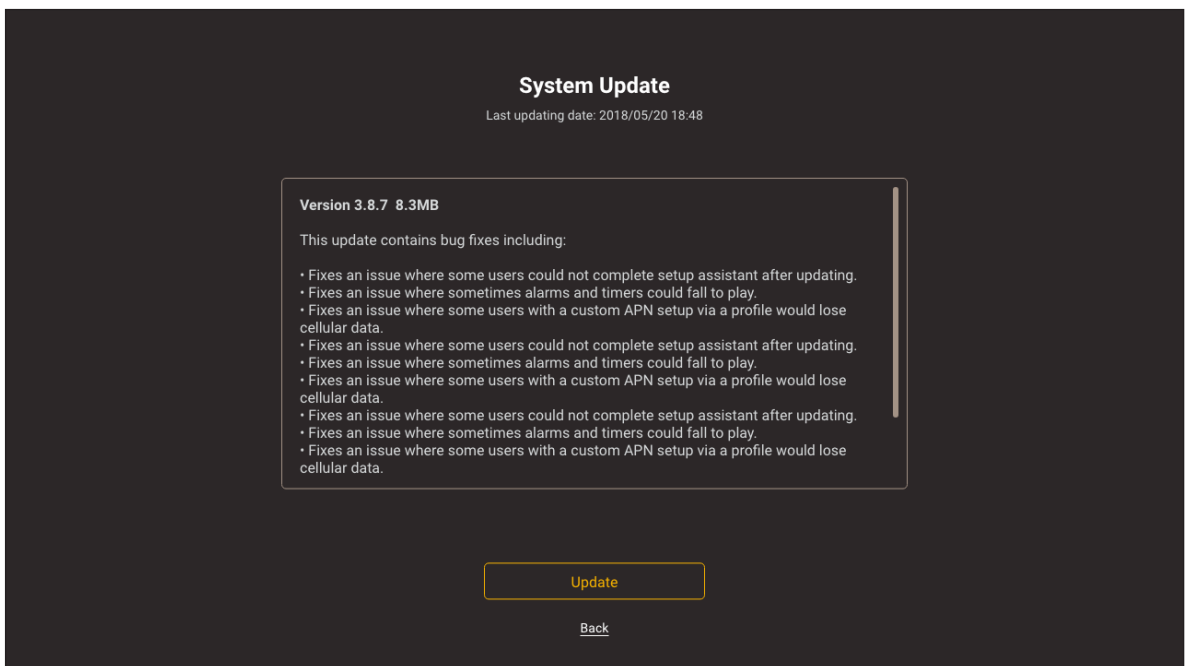 System Update
Last updating date: 2018/05/20 18:48
Version 3.8.7 8.3MB
This update contains bug fixes including:
• Fixes an issue where some users could not complete setup assistant after updating.
• Fixes an issue where sometimes alarms and timers could fall to play.
• Fixes an issue where some users with a custom APN setup via a profile would lose
cellular data.
• Fixes an issue where some users could not complete setup assistant after updating.
• Fixes an issue where sometimes alarms and timers could fall to play.
• Fixes an issue where some users with a custom APN setup via a profile would lose
cellular data.
• Fixes an issue where some users could not complete setup assistant after updating.
• Fixes an issue where sometimes alarms and timers could fall to play.
• Fixes an issue where some users with a custom APN setup via a profile would lose
cellular data.
Update
Back